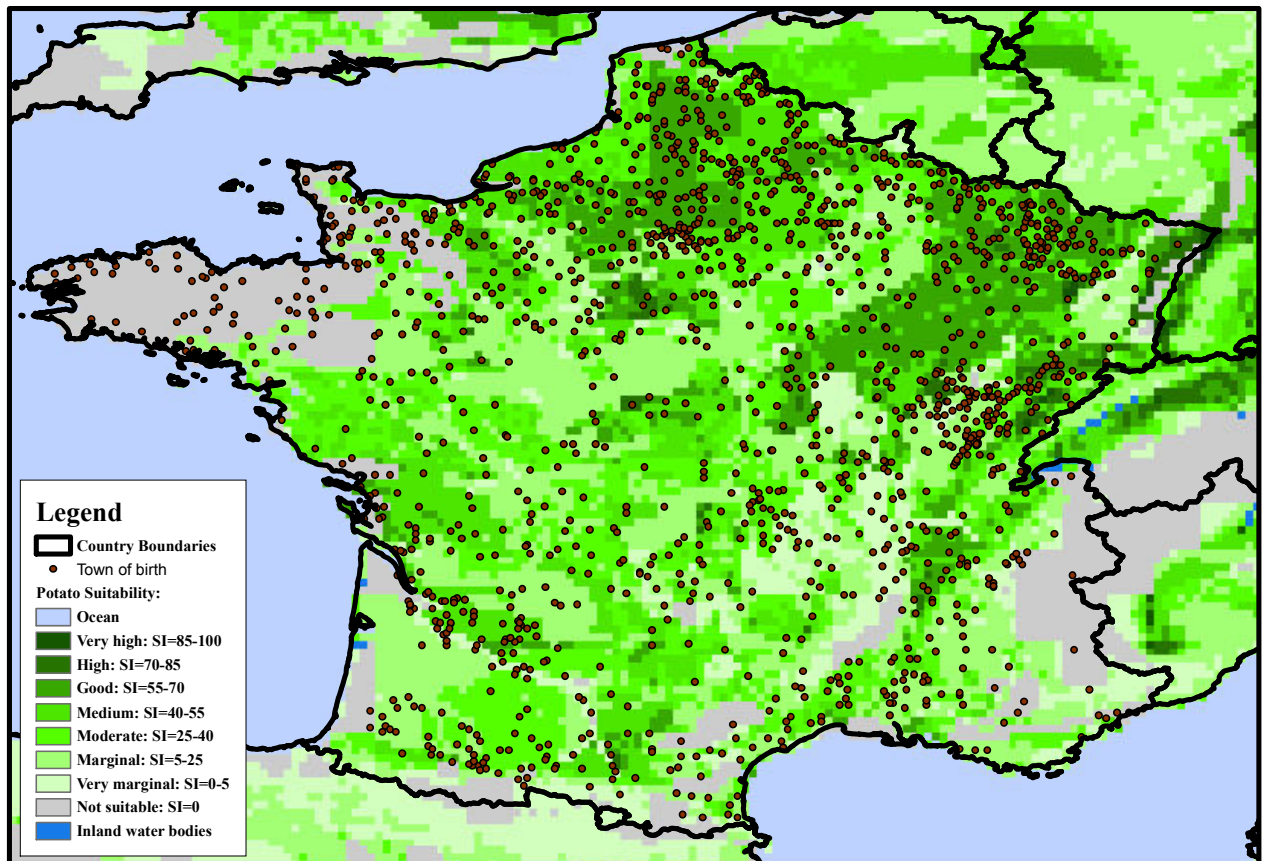 Legend
Country Boundaries
Town of birth
Potato Suitability:
Ocean
Very high: SI=85-100
High: SI=70-85
Good: SI=55-70
Medium: SI=40-55
Moderate: SI=25-40
Marginal: SI=5-25
Very marginal: SI=0-5
Not suitable: SI=0
Inland water bodies